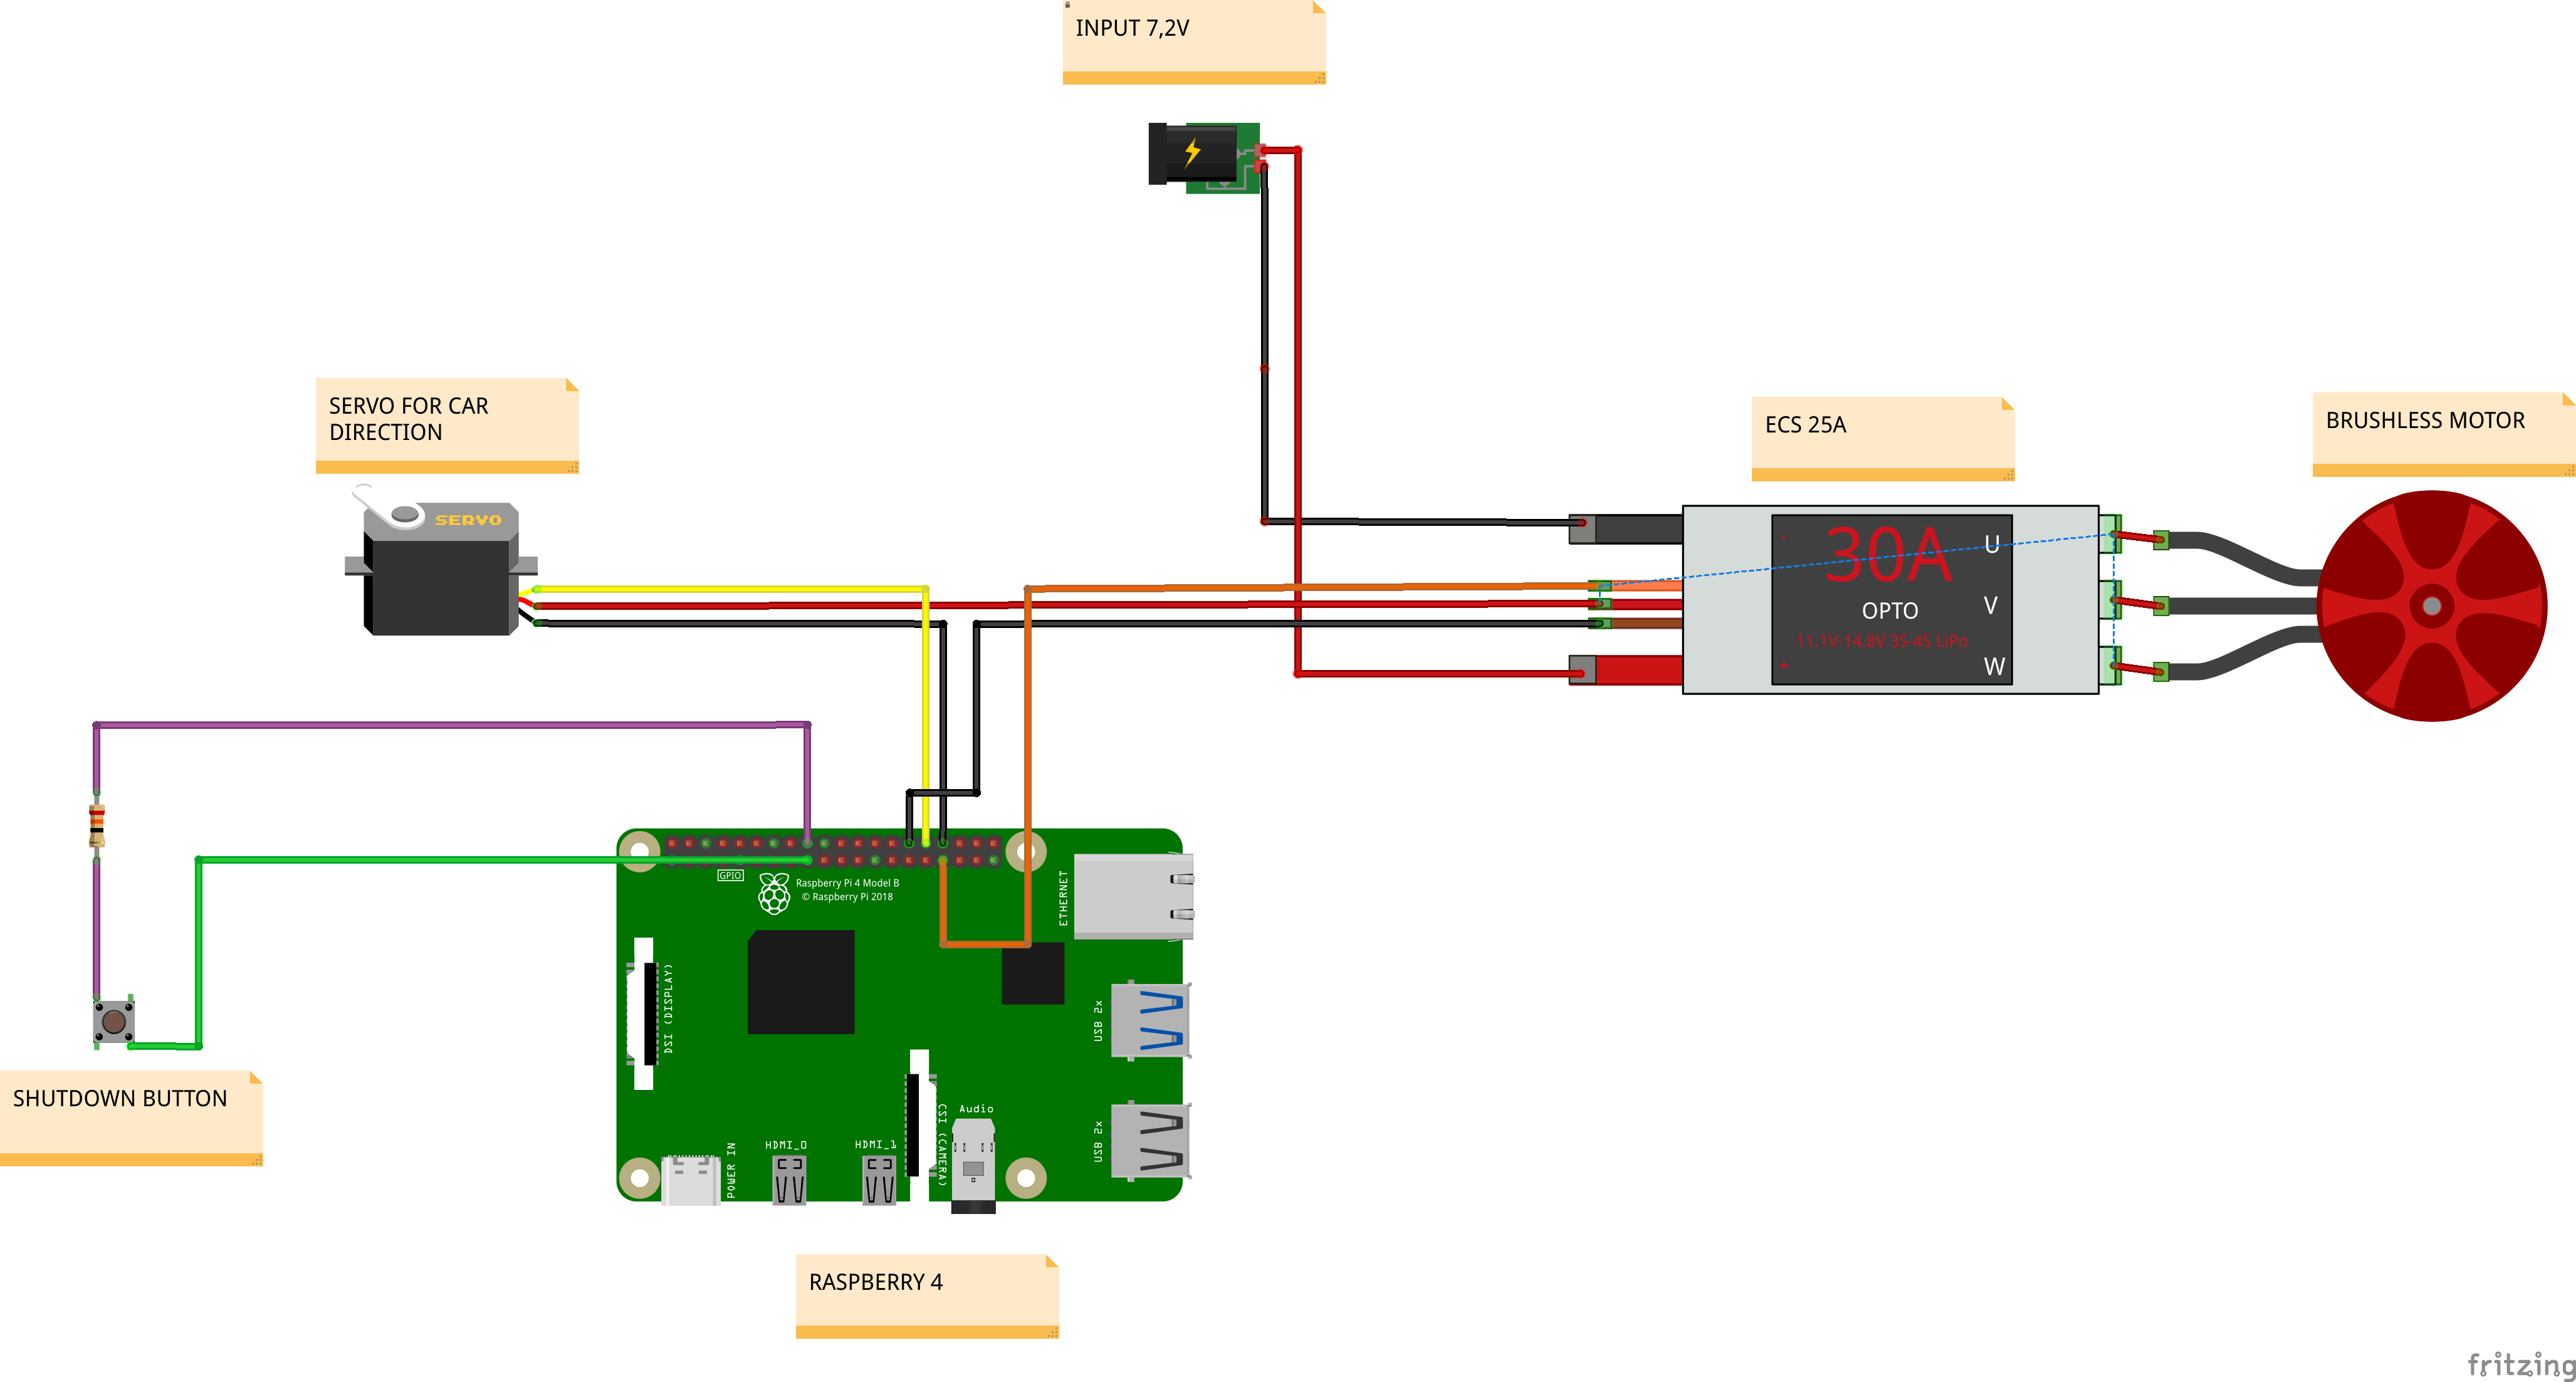 INPUT 7,2V
SERVO FOR CAR
DIRECTION
ECS 25A
BRUSHLESS MOTOR
SERVO
-
30A
U
OPTO
V
11.1V-14.8V 3S-4S LiPo
+
W
GPIO
Raspberry Pi 4 Model B
© Raspberry Pi 2018
ETHERNET
DSI (DISPLAY)
USB 2x
SHUTDOWN BUTTON
Audio
CSI (CAMERA)
USB 2x
HDMI_0
HDMI_1
POWER IN
RASPBERRY 4
fritzing